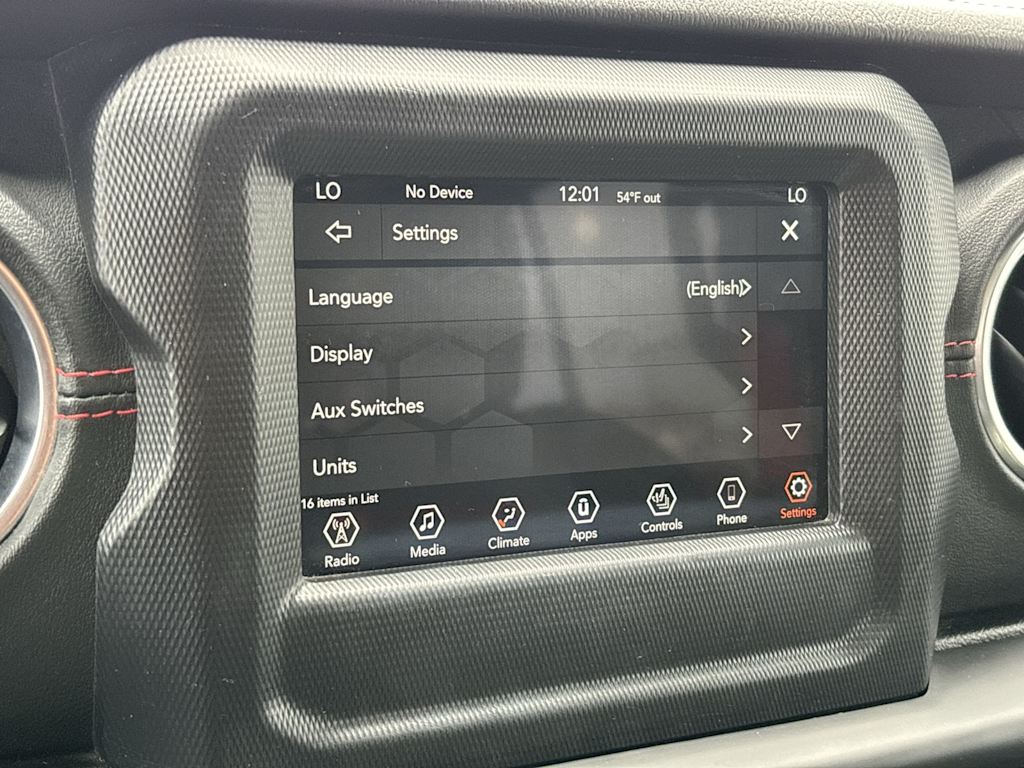 LO No Device 12:01 54°F out LO
Settings X
Language (English)
Display
Aux Switches
Units
16 items in List
Radio Media Climate Apps Controls Phone Settings